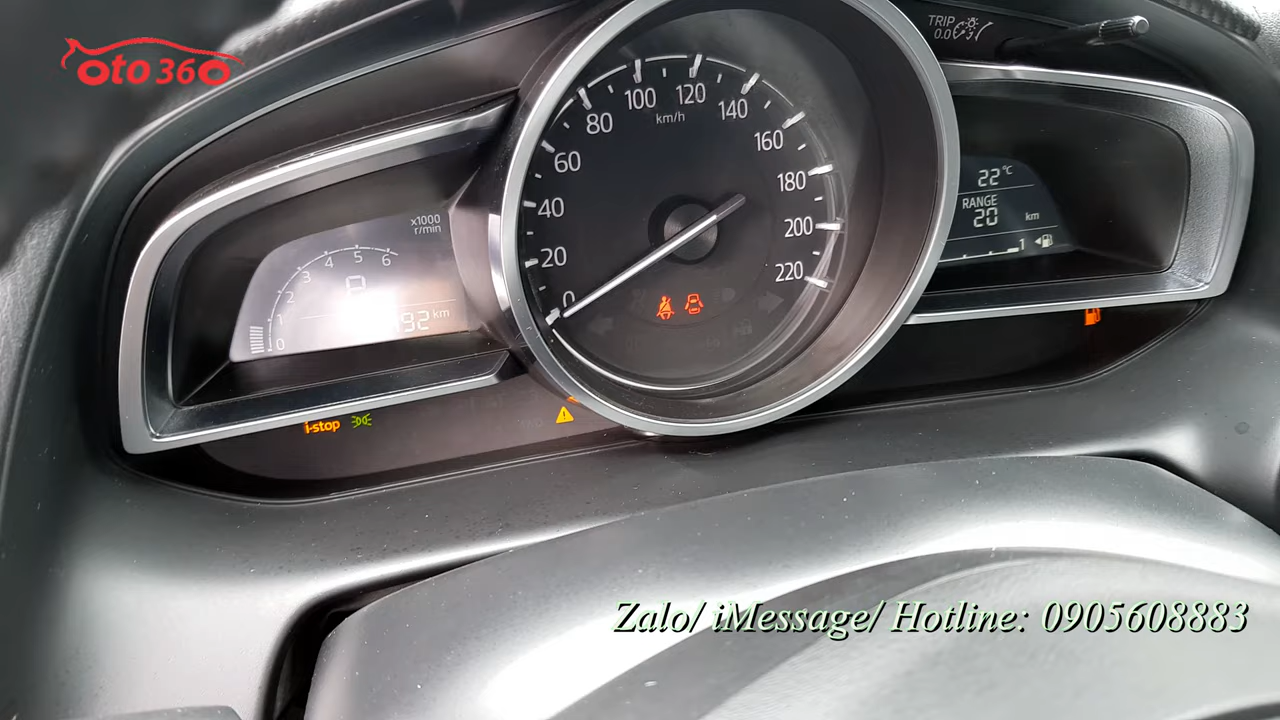 oto360
TRIP
0.0
0
20
40
60
80
100
120
140
160
180
200
220
km/h
x1000
r/min
0
1
2
3
4
5
6
P
92 km
22°C
RANGE
20 km
1
i-stop
Zalo/ iMessage/ Hotline: 0905608883